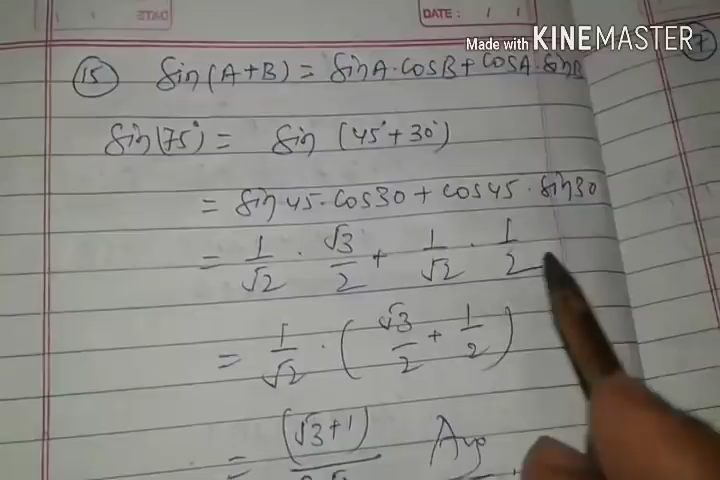 DATE
DATE : / /
Made with KINEMASTER
(15) Sin(A+B) = SinA·cosB + cosA·SinB
Sin(75°) = Sin (45°+30°)
= Sin45·cos30 + cos45·Sin30
= 1/√2 · √3/2 + 1/√2 · 1/2
= 1/√2 · (√3/2 + 1/2)
= (√3+1)